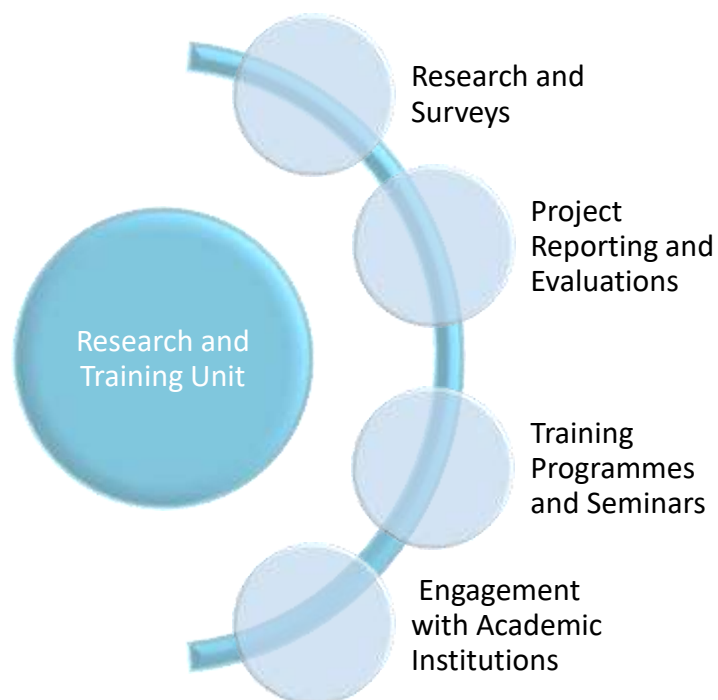 Research and
Surveys
Project
Reporting and
Evaluations
Research and
Training Unit
Training
Programmes
and Seminars
Engagement
with Academic
Institutions